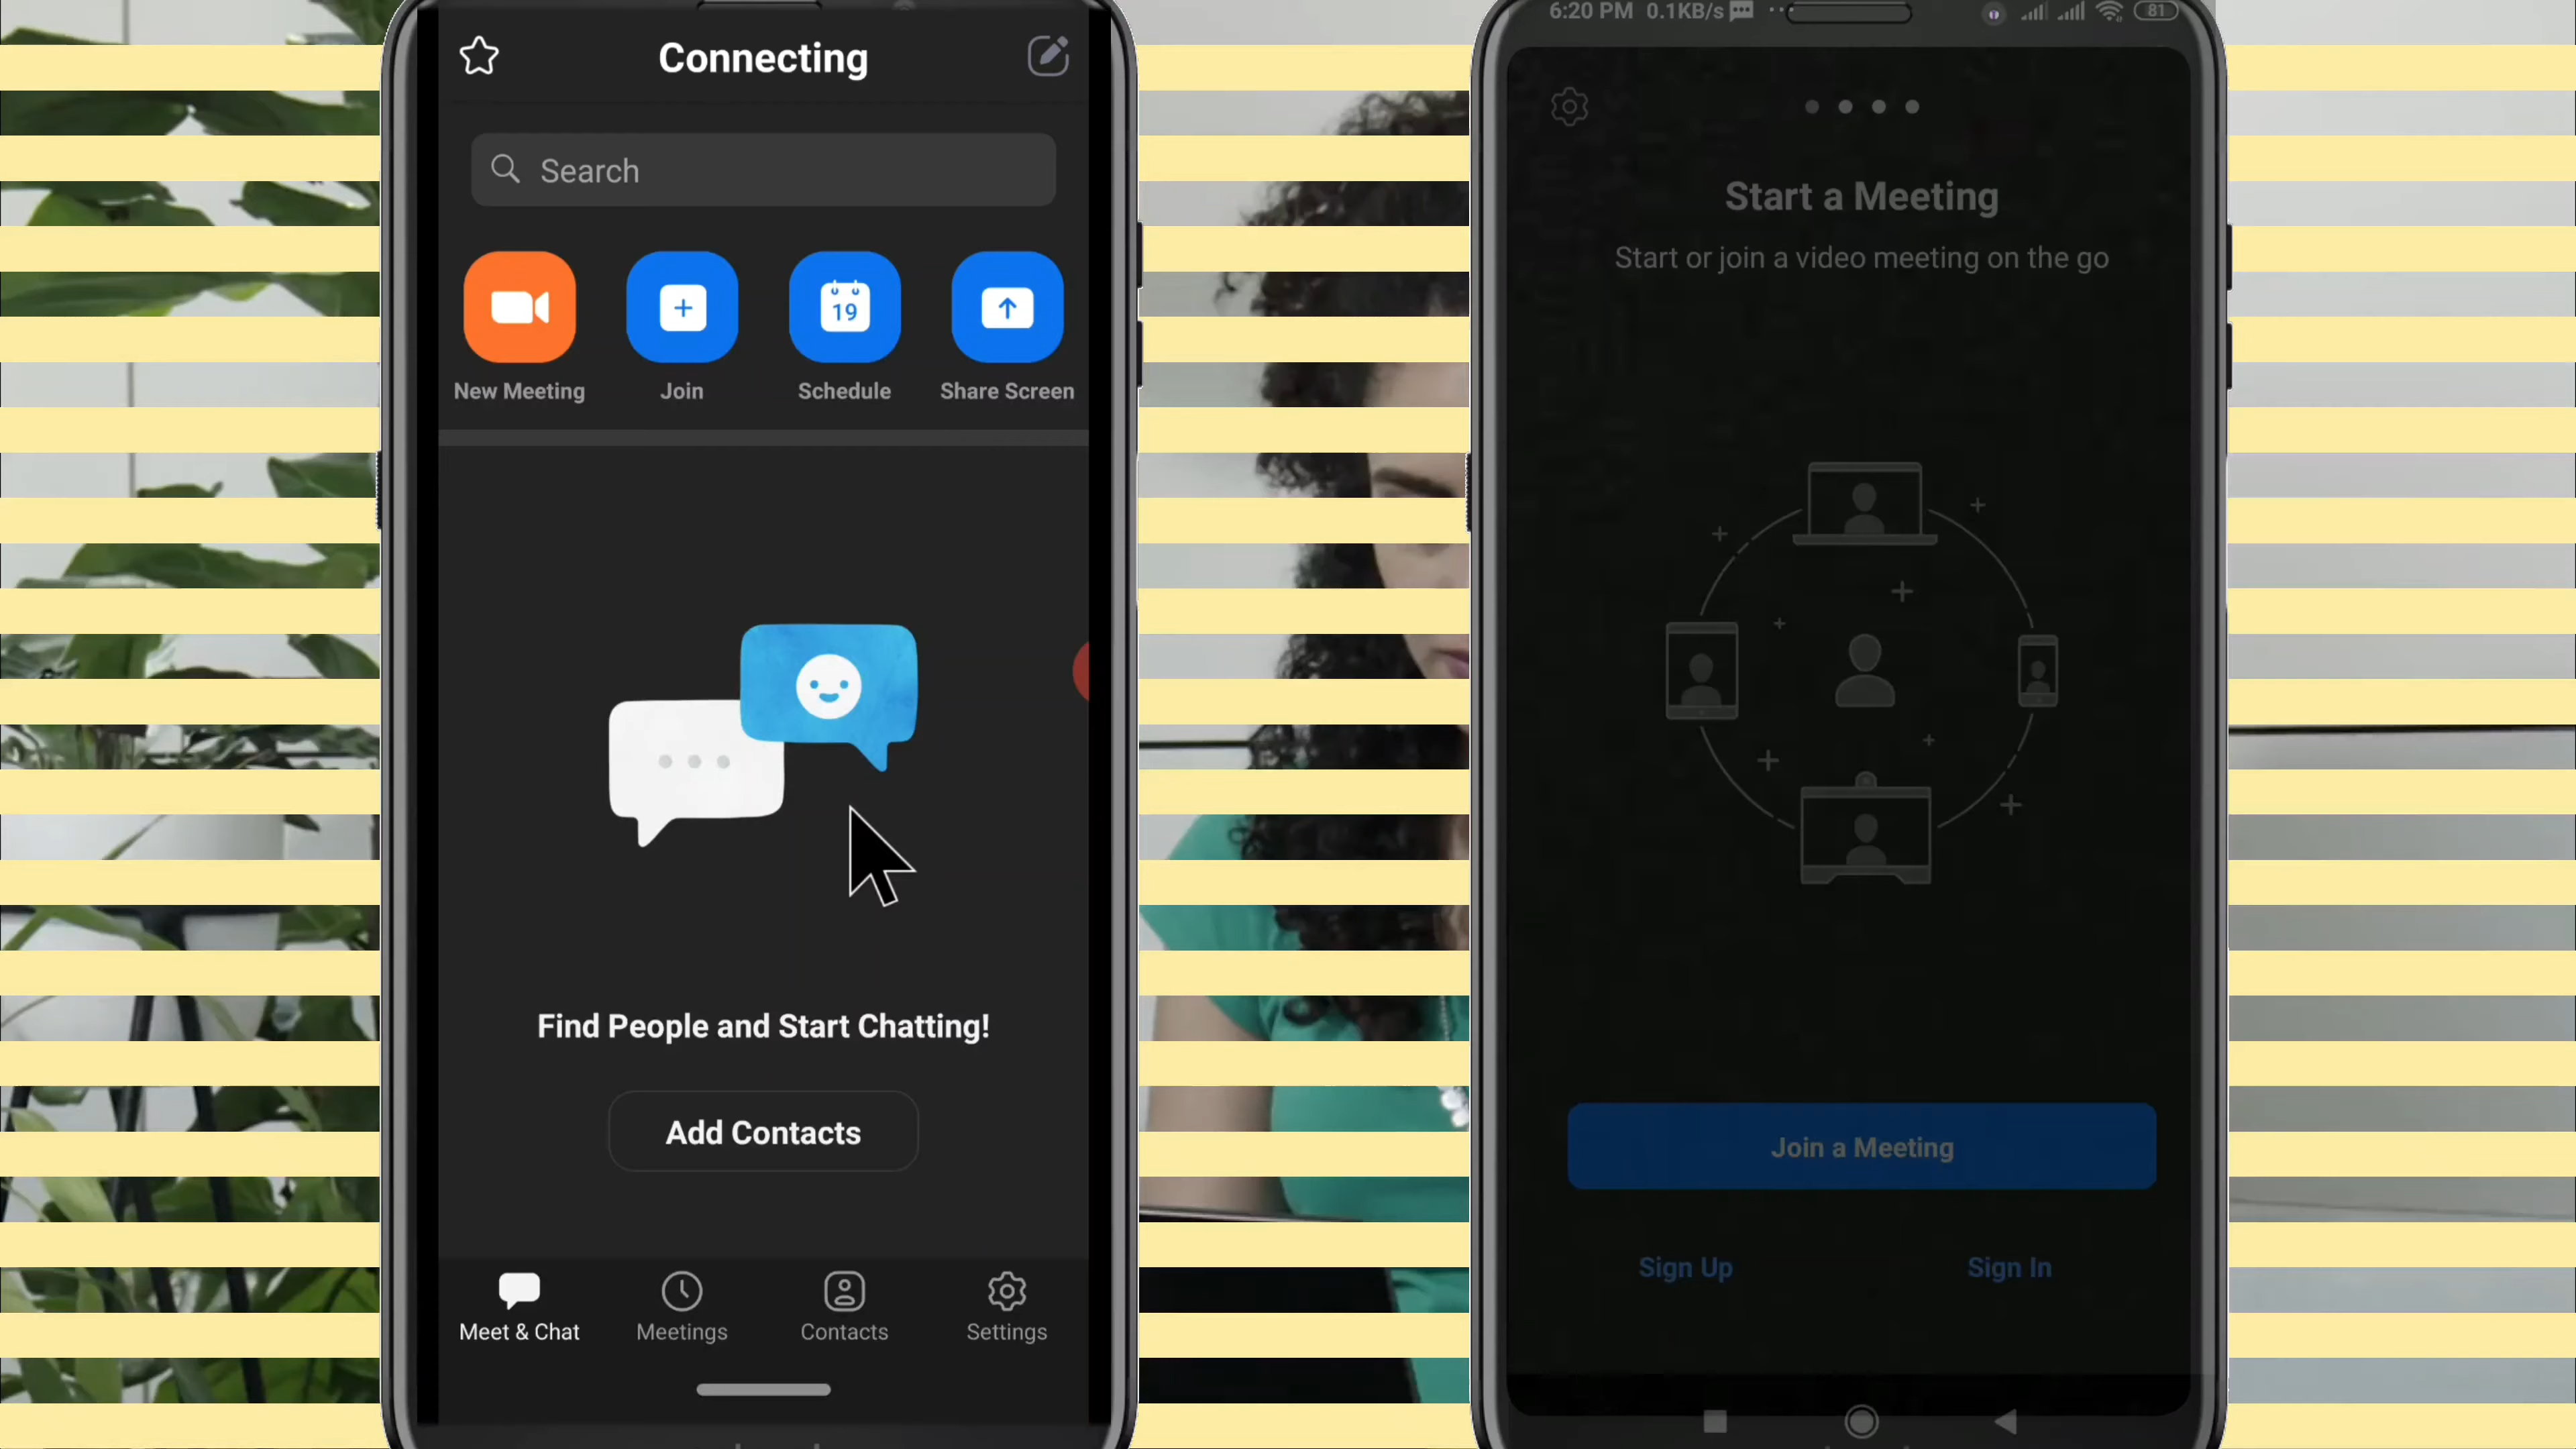 Connecting
Search
19
New Meeting
Join
Schedule
Share Screen
Find People and Start Chatting!
Add Contacts
Meet & Chat
Meetings
Contacts
Settings
6:20 PM 0.1KB/s
81
Start a Meeting
Start or join a video meeting on the go
Join a Meeting
Sign Up
Sign In